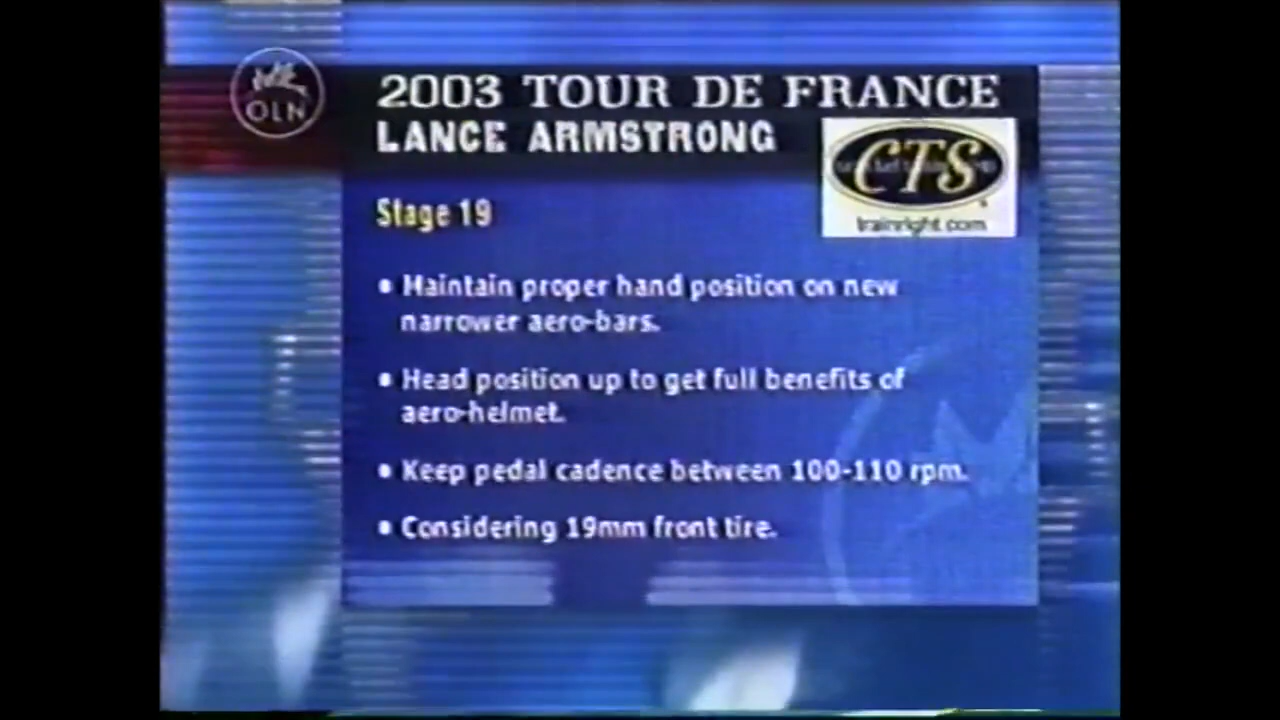 OLN
2003 TOUR DE FRANCE
LANCE ARMSTRONG
CTS
trainright.com
Stage 19
• Maintain proper hand position on new
narrower aero-bars.
• Head position up to get full benefits of
aero-helmet.
• Keep pedal cadence between 100-110 rpm.
• Considering 19mm front tire.